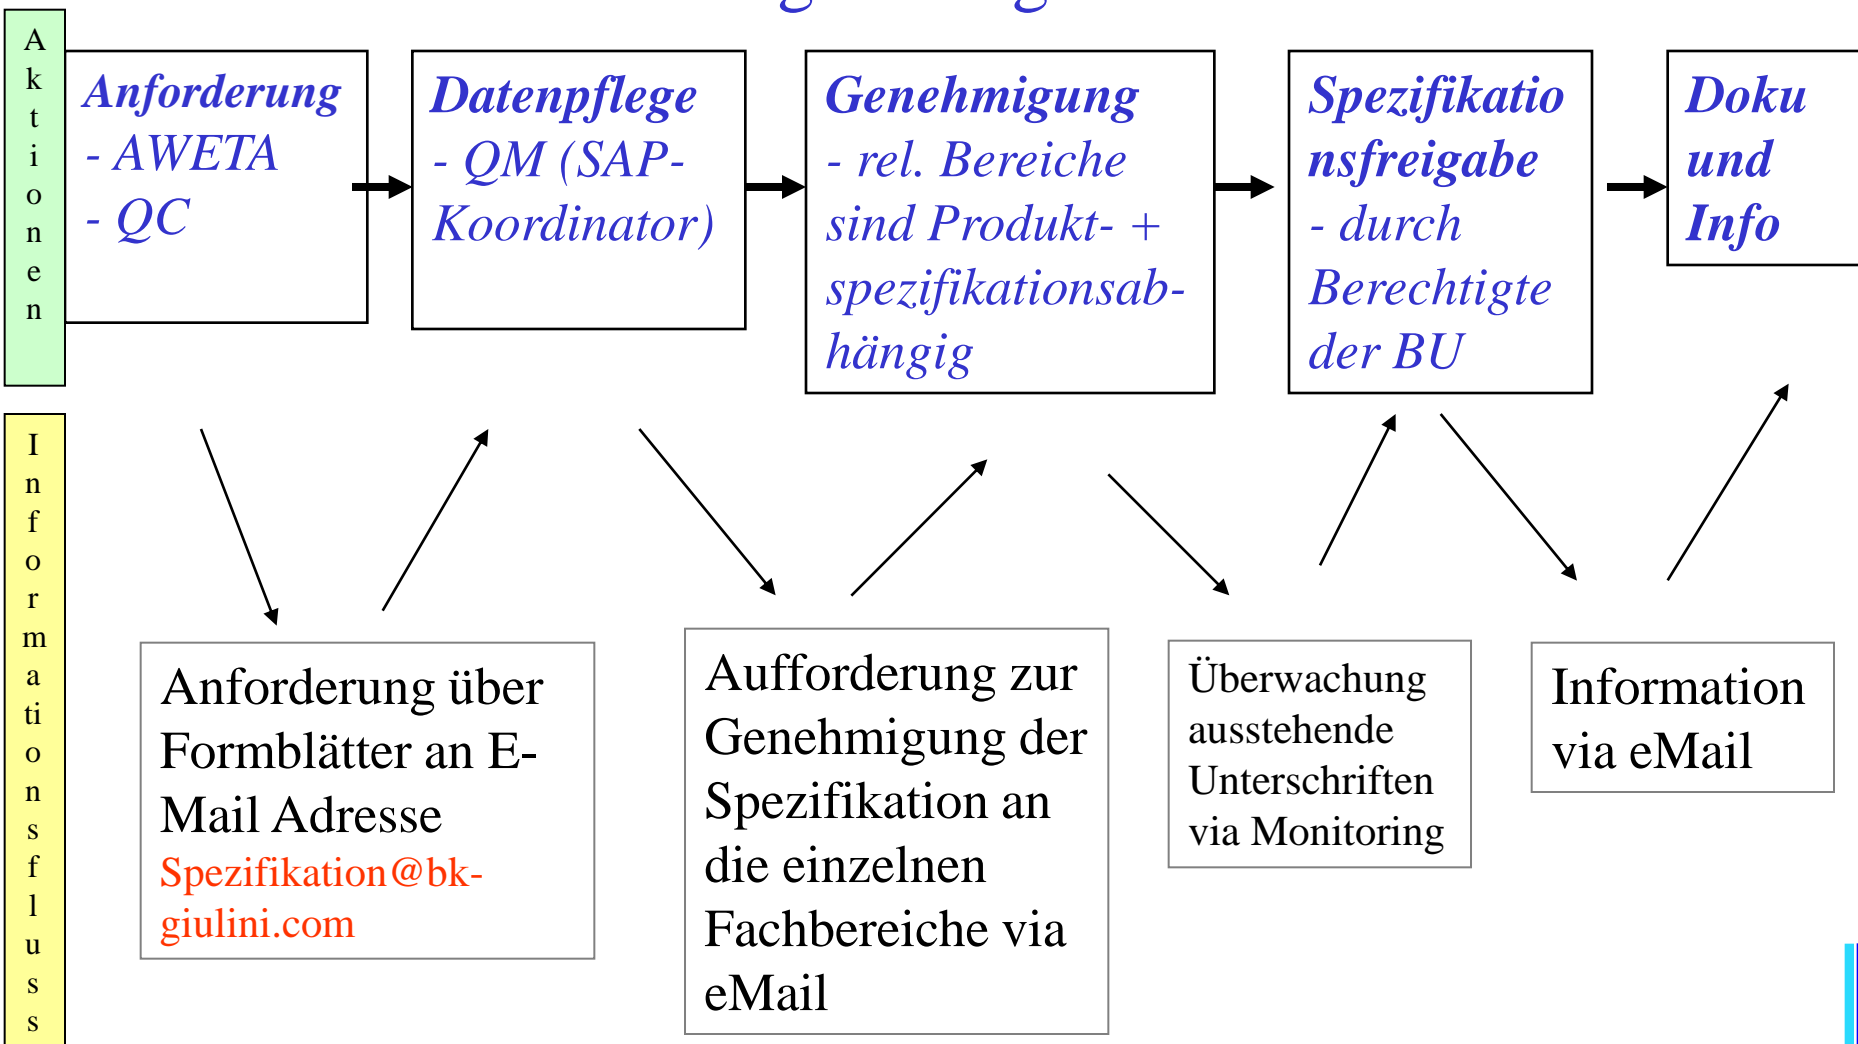 Aktionen
Anforderung
- AWETA
- QC
Datenpflege
- QM (SAP-
Koordinator)
Genehmigung
- rel. Bereiche
sind Produkt- +
spezifikationsab-
hängig
Spezifikatio
nsfreigabe
- durch
Berechtigte
der BU
Doku
und
Info
Informationsfluss
Anforderung über
Formblätter an E-
Mail Adresse
Spezifikation@bk-
giulini.com
Aufforderung zur
Genehmigung der
Spezifikation an
die einzelnen
Fachbereiche via
eMail
Überwachung
ausstehende
Unterschriften
via Monitoring
Information
via eMail